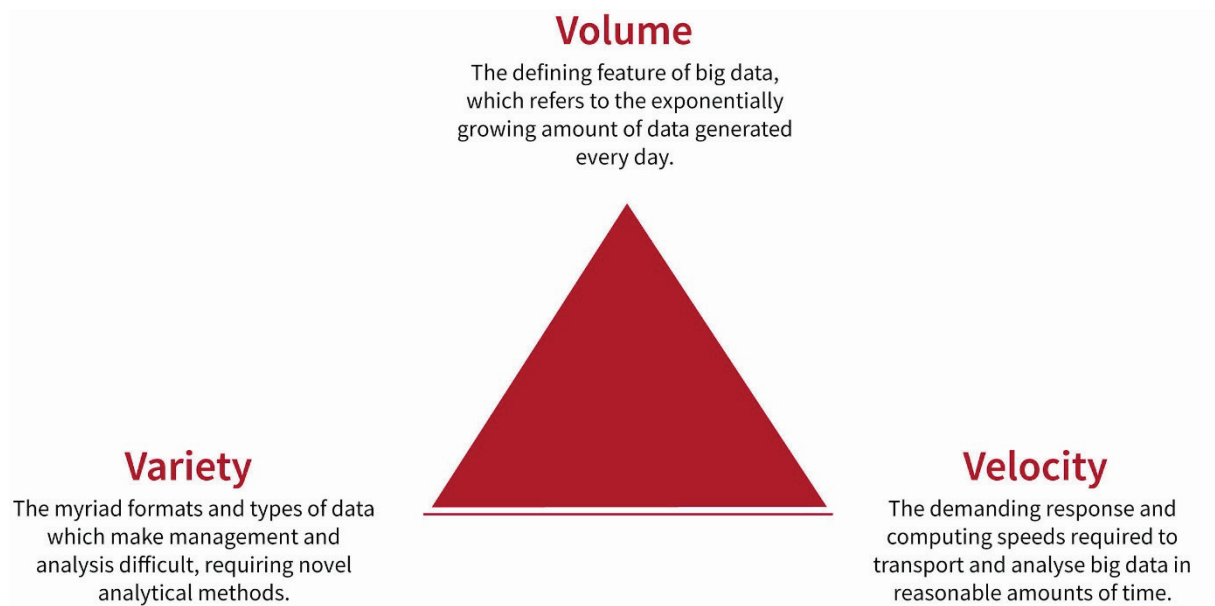 Volume
The defining feature of big data,
which refers to the exponentially
growing amount of data generated
every day.
Variety
The myriad formats and types of data
which make management and
analysis difficult, requiring novel
analytical methods.
Velocity
The demanding response and
computing speeds required to
transport and analyse big data in
reasonable amounts of time.